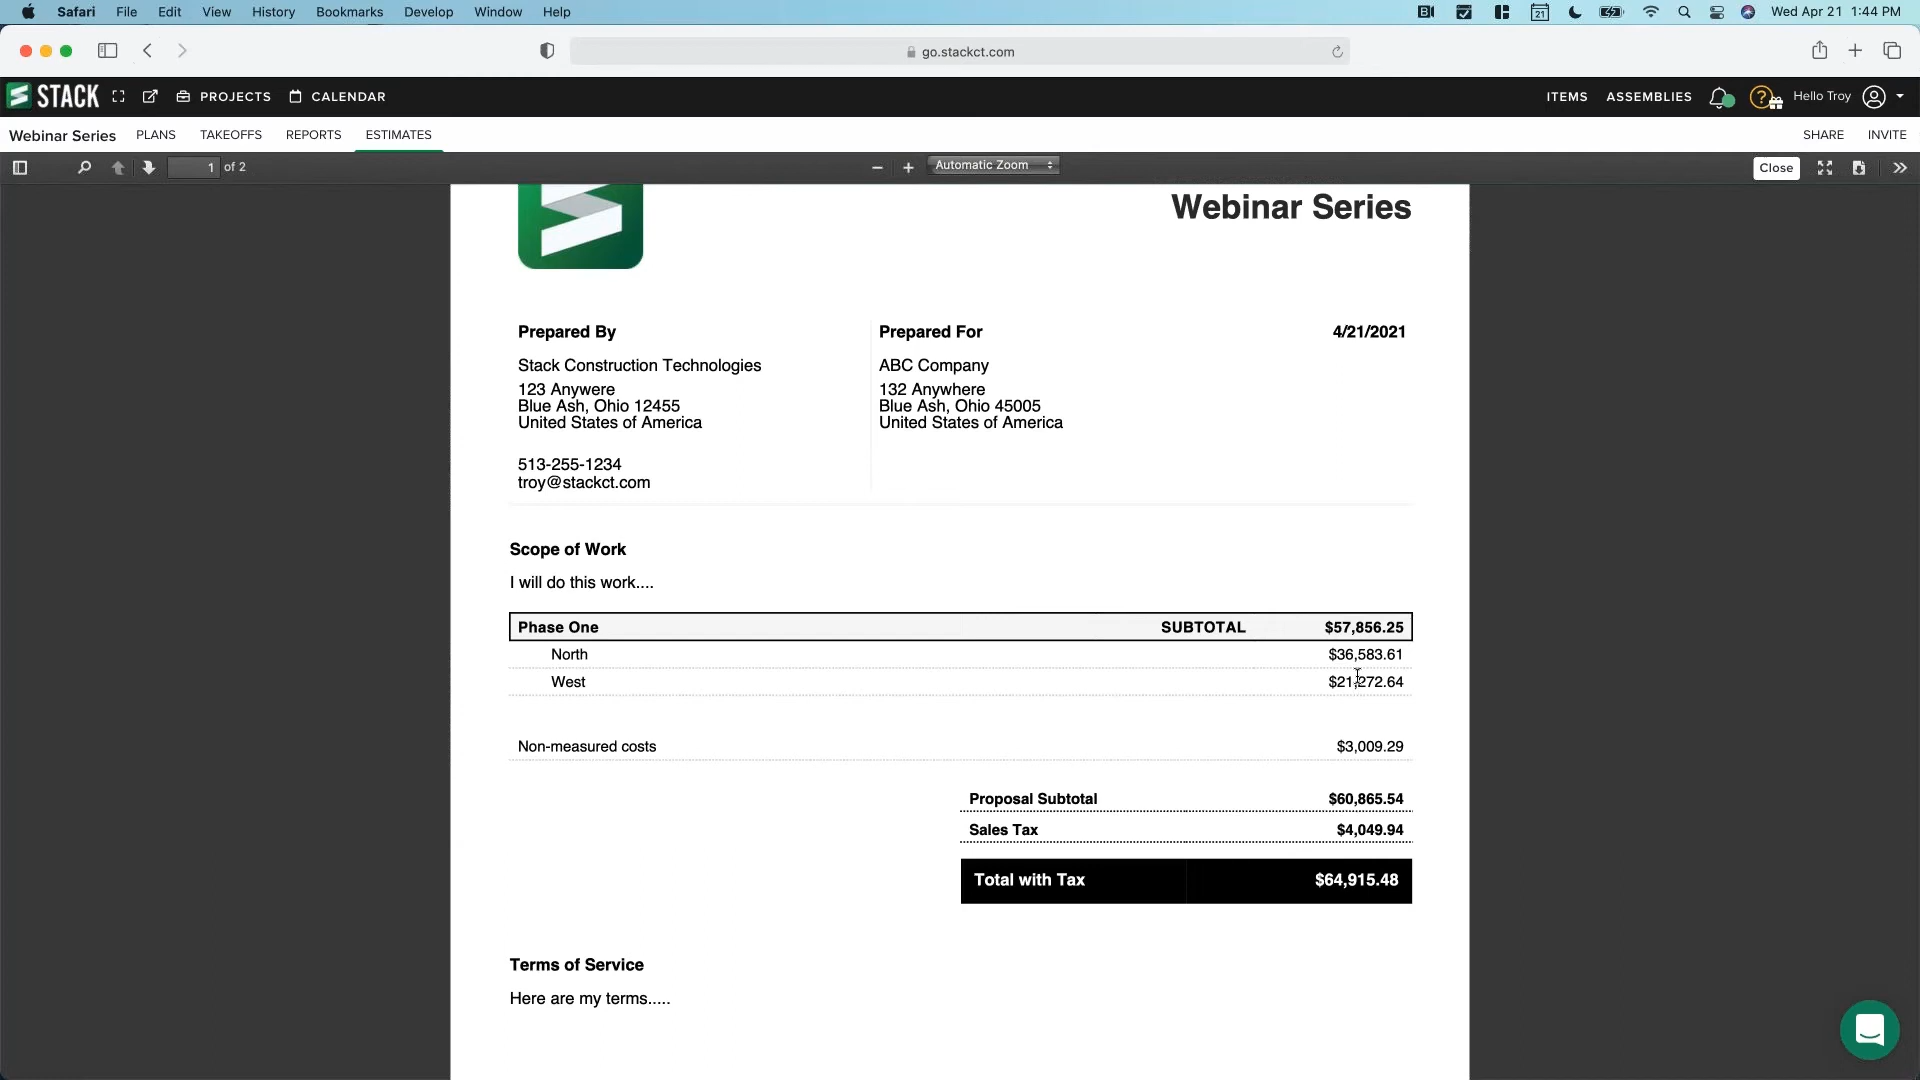 Safari File Edit View History Bookmarks Develop Window Help Wed Apr 21 1:44 PM
go.stackct.com
STACK PROJECTS CALENDAR ITEMS ASSEMBLIES Hello Troy
Webinar Series PLANS TAKEOFFS REPORTS ESTIMATES SHARE INVITE
1 of 2 Automatic Zoom Close
Webinar Series
Prepared By Prepared For 4/21/2021
Stack Construction Technologies ABC Company
123 Anywere 132 Anywhere
Blue Ash, Ohio 12455 Blue Ash, Ohio 45005
United States of America United States of America
513-255-1234
troy@stackct.com
Scope of Work
I will do this work....
Phase One SUBTOTAL $57,856.25
North $36,583.61
West $21,272.64
Non-measured costs $3,009.29
Proposal Subtotal $60,865.54
Sales Tax $4,049.94
Total with Tax $64,915.48
Terms of Service
Here are my terms.....